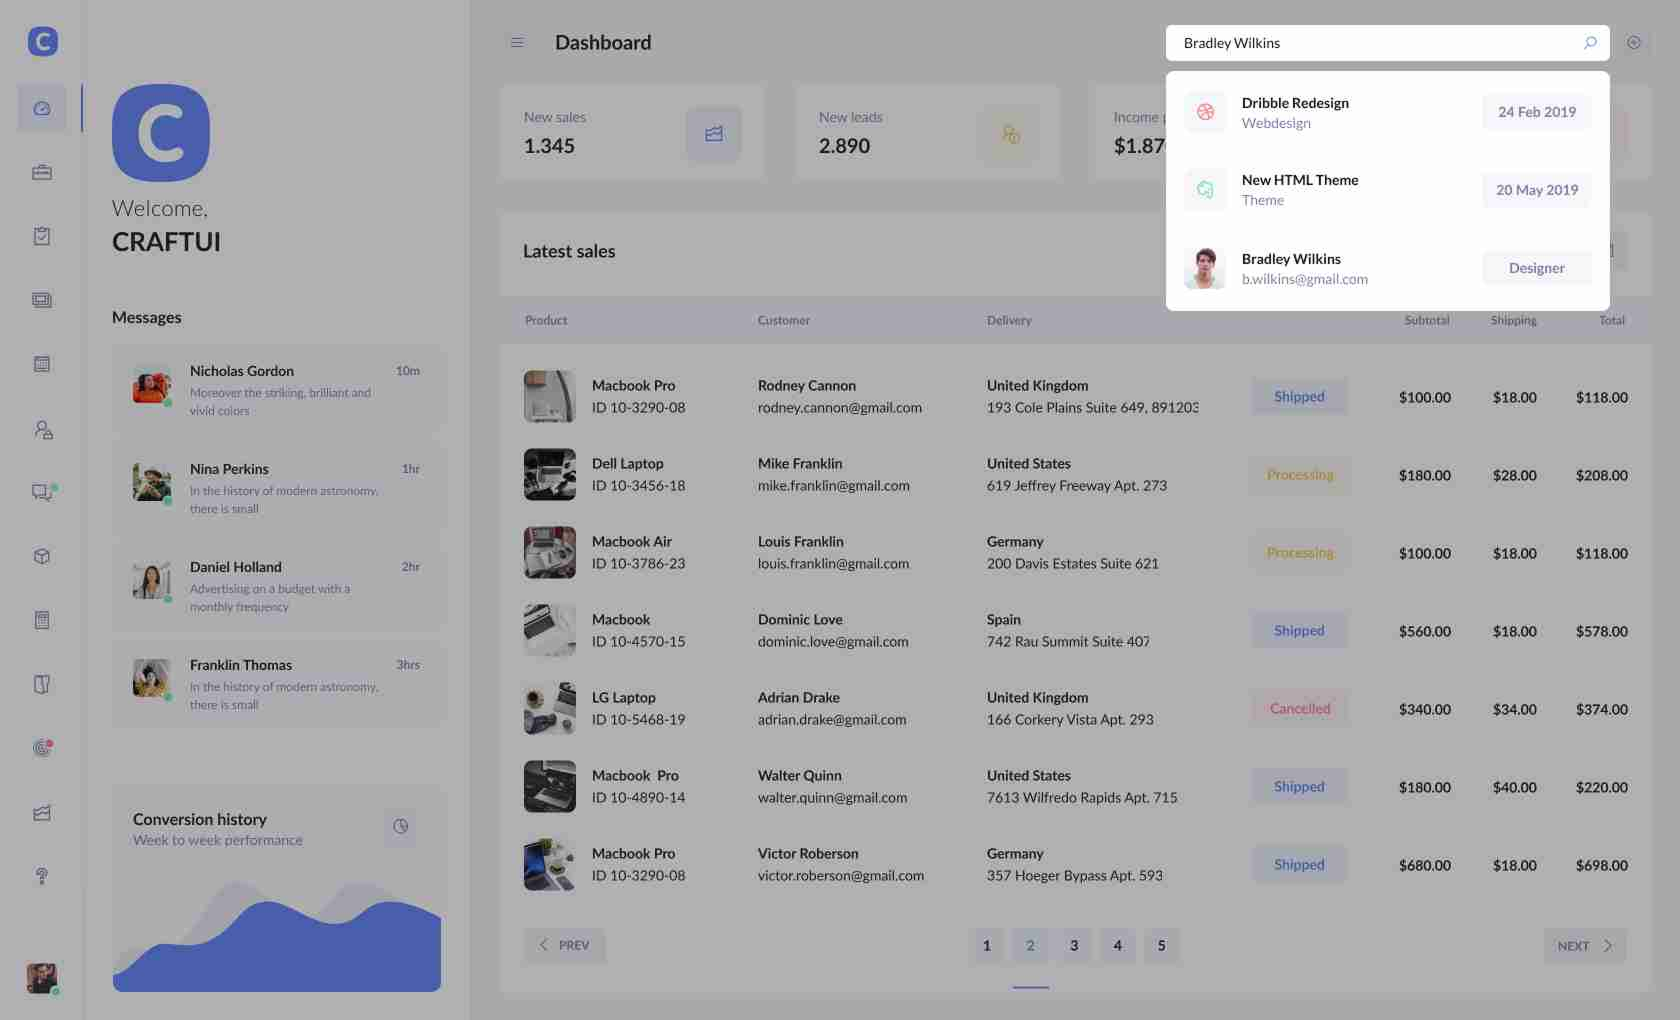 C
Dashboard
Bradley Wilkins
C
Welcome,
CRAFTUI
New sales
1.345
New leads
2.890
Income
$1.87
Dribble Redesign
Webdesign
24 Feb 2019
New HTML Theme
Theme
20 May 2019
Bradley Wilkins
b.wilkins@gmail.com
Designer
Messages
Nicholas Gordon
10m
Moreover the striking, brilliant and
vivid colors
Nina Perkins
1hr
In the history of modern astronomy,
there is small
Daniel Holland
2hr
Advertising on a budget with a
monthly frequency
Franklin Thomas
3hrs
In the history of modern astronomy,
there is small
Conversion history
Week to week performance
Latest sales
Product Customer Delivery Subtotal Shipping Total
Macbook Pro Rodney Cannon United Kingdom
ID 10-3290-08 rodney.cannon@gmail.com 193 Cole Plains Suite 649, 891203
Shipped $100.00 $18.00 $118.00
Dell Laptop Mike Franklin United States
ID 10-3456-18 mike.franklin@gmail.com 619 Jeffrey Freeway Apt. 273
Processing $180.00 $28.00 $208.00
Macbook Air Louis Franklin Germany
ID 10-3786-23 louis.franklin@gmail.com 200 Davis Estates Suite 621
Processing $100.00 $18.00 $118.00
Macbook Dominic Love Spain
ID 10-4570-15 dominic.love@gmail.com 742 Rau Summit Suite 407
Shipped $560.00 $18.00 $578.00
LG Laptop Adrian Drake United Kingdom
ID 10-5468-19 adrian.drake@gmail.com 166 Corkery Vista Apt. 293
Cancelled $340.00 $34.00 $374.00
Macbook Pro Walter Quinn United States
ID 10-4890-14 walter.quinn@gmail.com 7613 Wilfredo Rapids Apt. 715
Shipped $180.00 $40.00 $220.00
Macbook Pro Victor Roberson Germany
ID 10-3290-08 victor.roberson@gmail.com 357 Hoeger Bypass Apt. 593
Shipped $680.00 $18.00 $698.00
PREV 1 2 3 4 5 NEXT